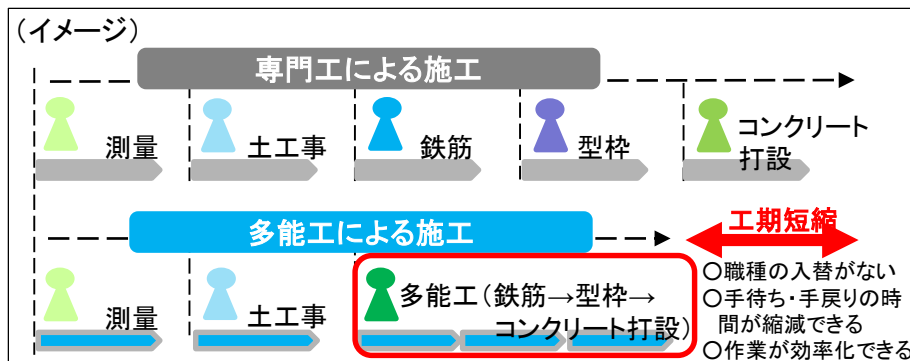 (イメージ)
専門工による施工
測量
土工事
鉄筋
型枠
コンクリート
打設
多能工による施工
工期短縮
測量
土工事
多能工(鉄筋→型枠→
コンクリート打設)
○職種の入替がない
○手待ち・手戻りの時
間が縮減できる
○作業が効率化できる